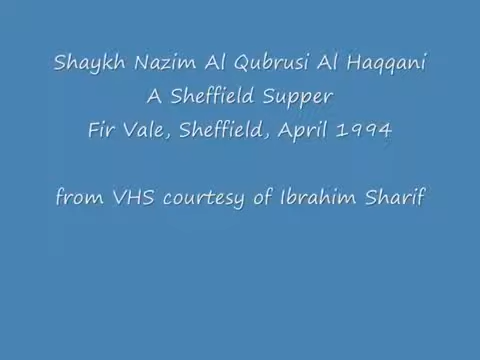 Shaykh Nazim Al Qubrusi Al Haqqani
A Sheffield Supper
Fir Vale, Sheffield, April 1994
from VHS courtesy of Ibrahim Sharif